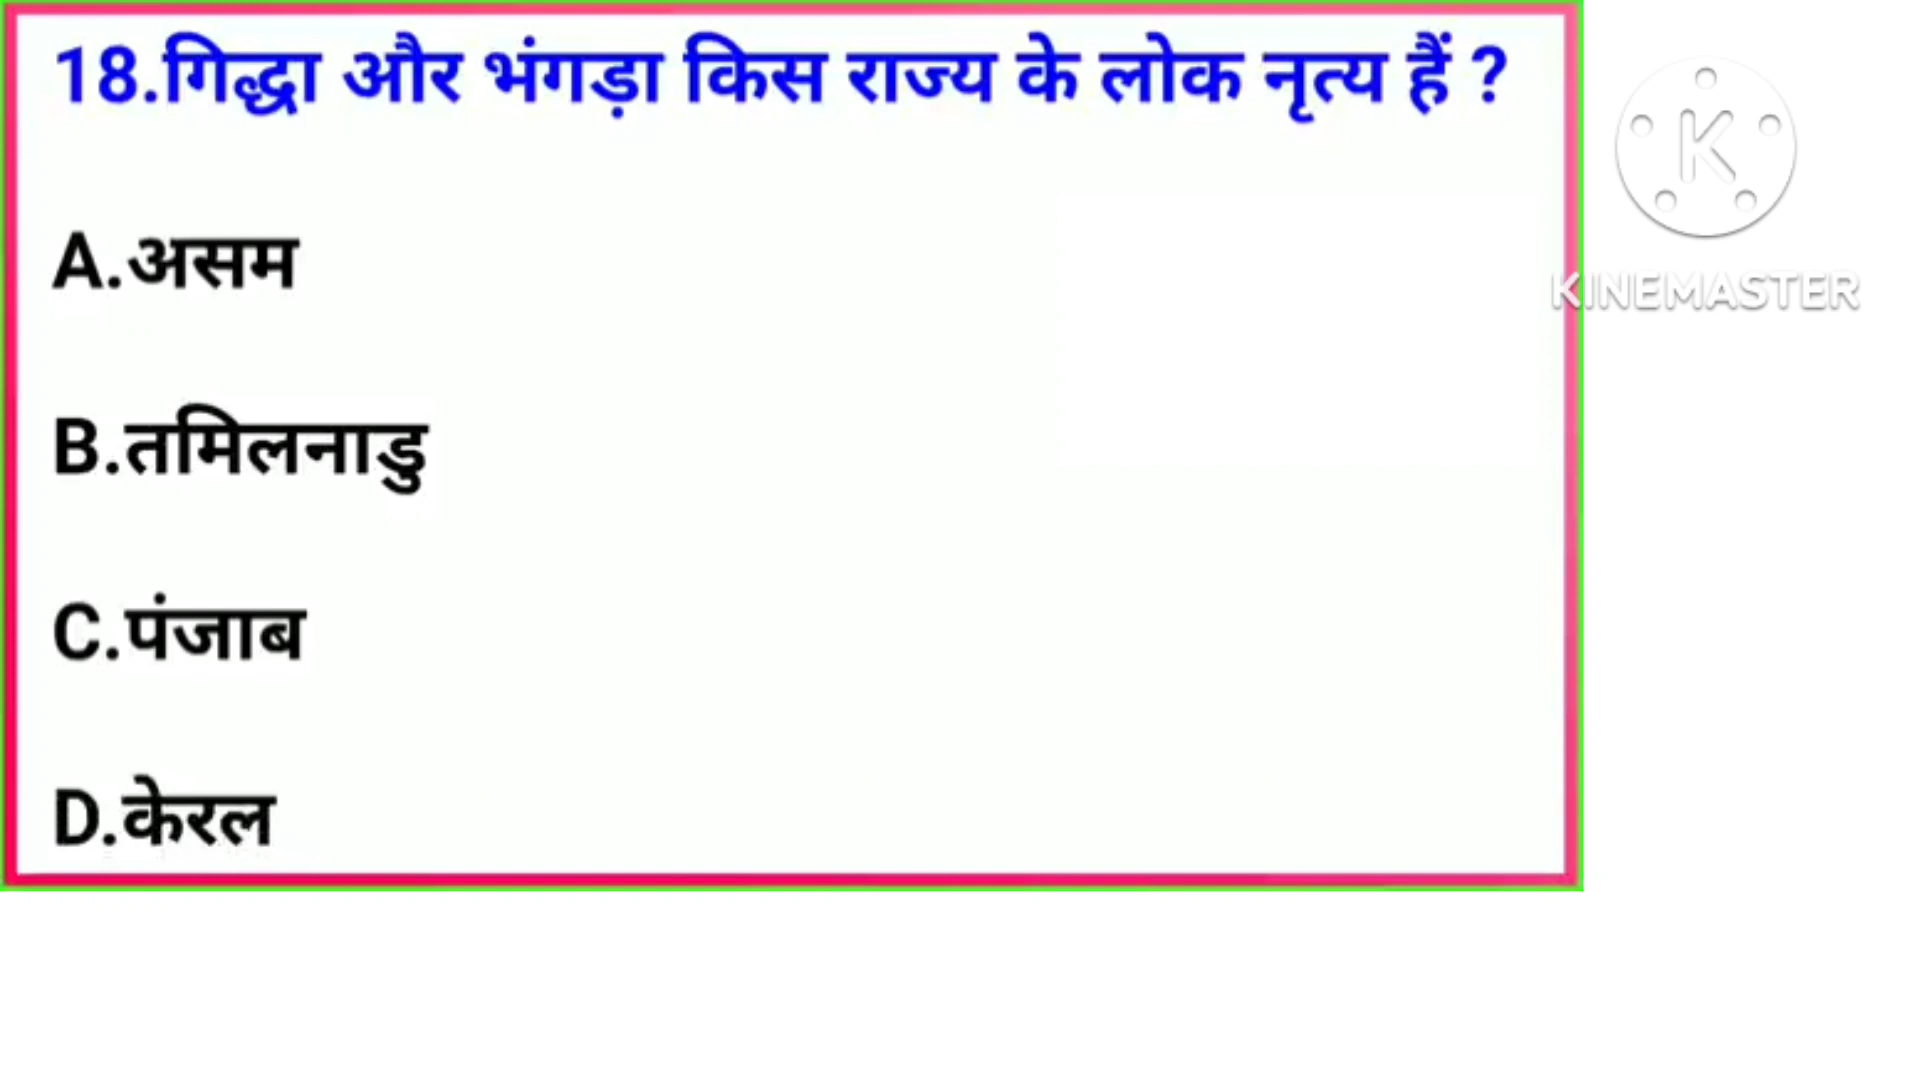 18.गिद्धा और भंगड़ा किस राज्य के लोक नृत्य हैं ?
A.असम
B.तमिलनाडु
C.पंजाब
D.केरल
K
KINEMASTER